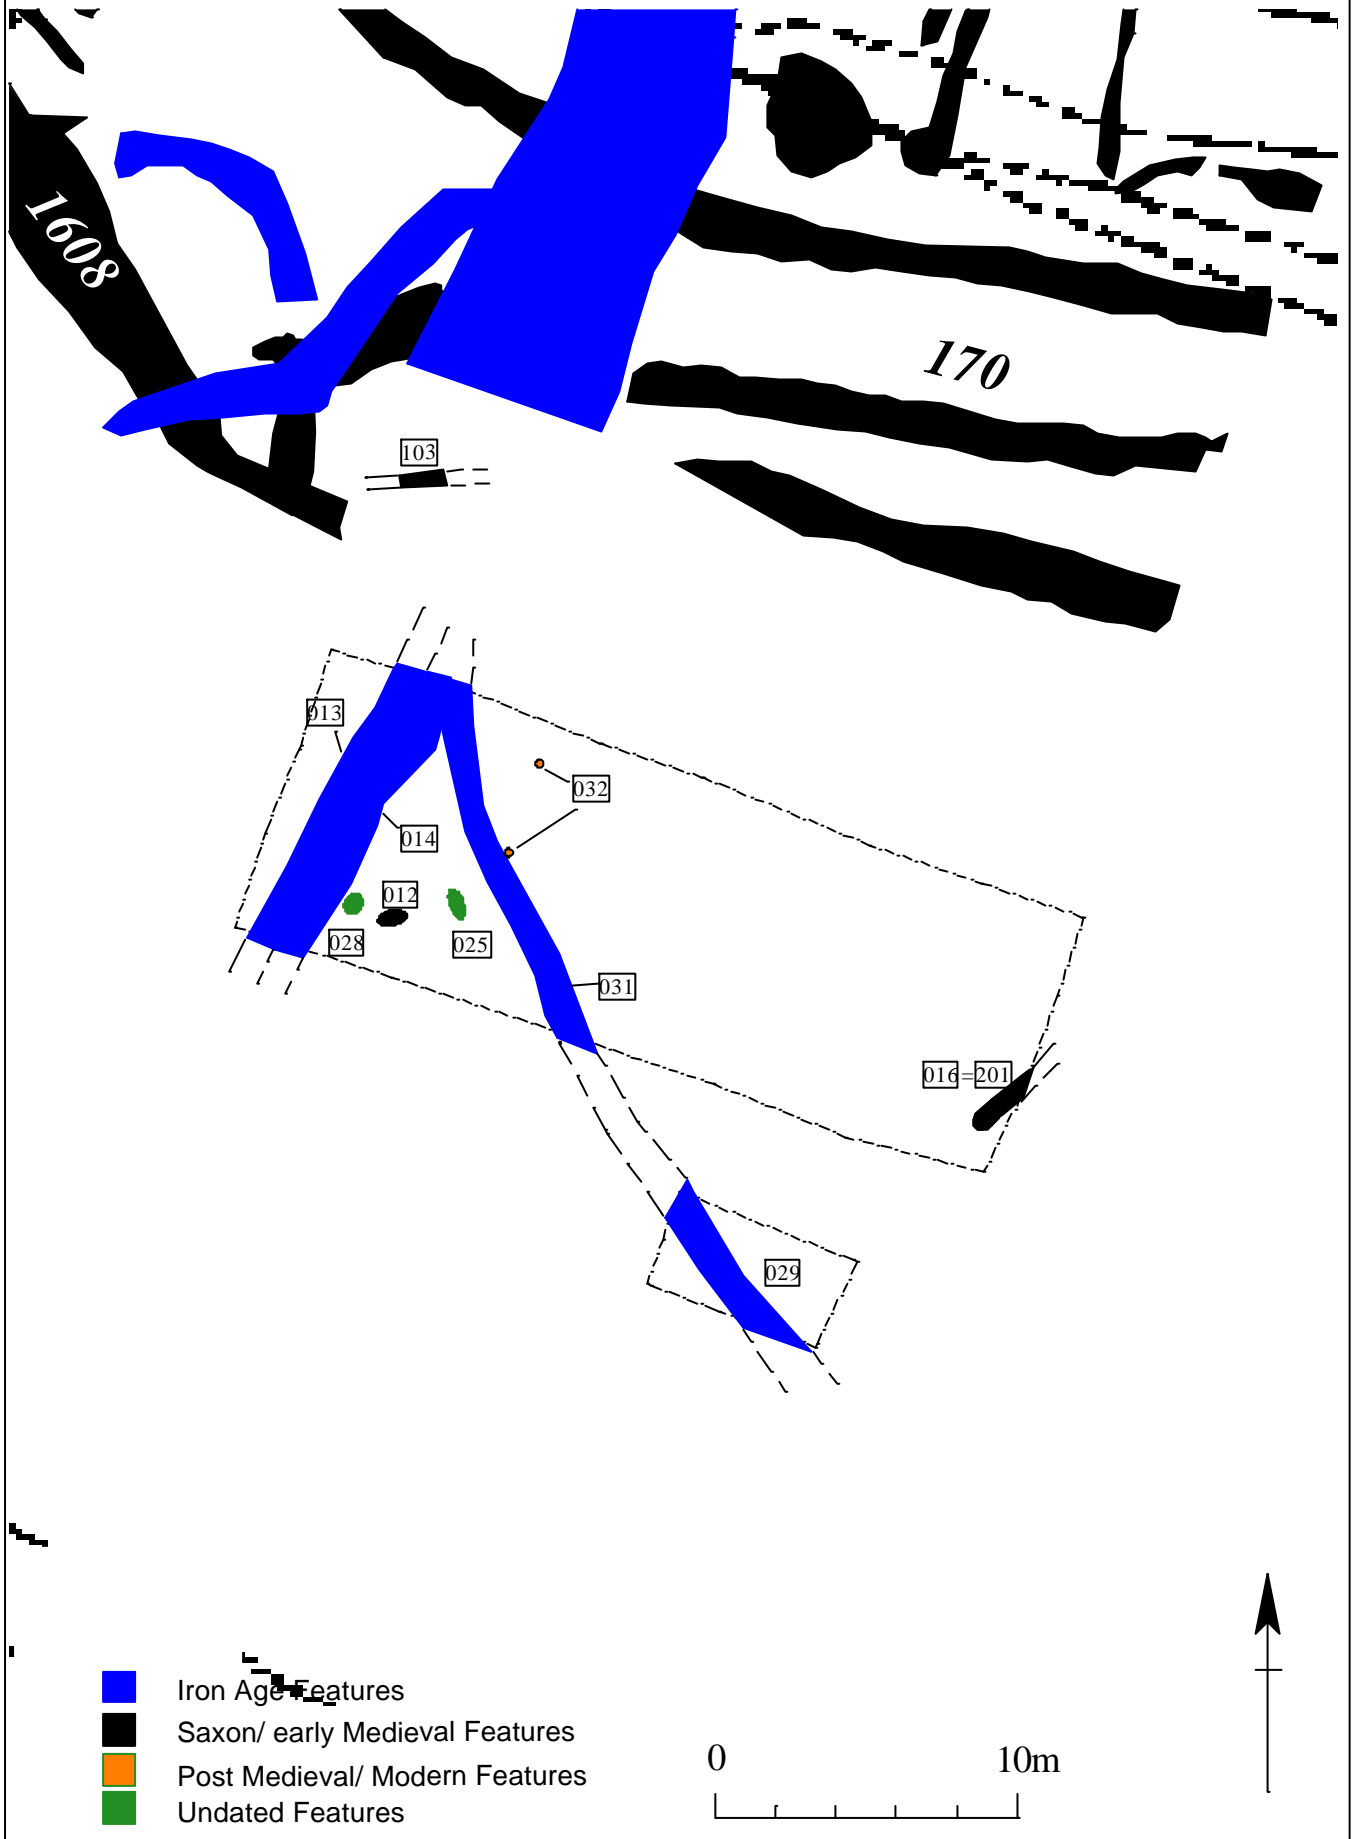 1608
170
103
013
032
014
012
028
025
031
016=201
029
Iron Age Features
Saxon/ early Medieval Features
Post Medieval/ Modern Features
Undated Features
0 10m